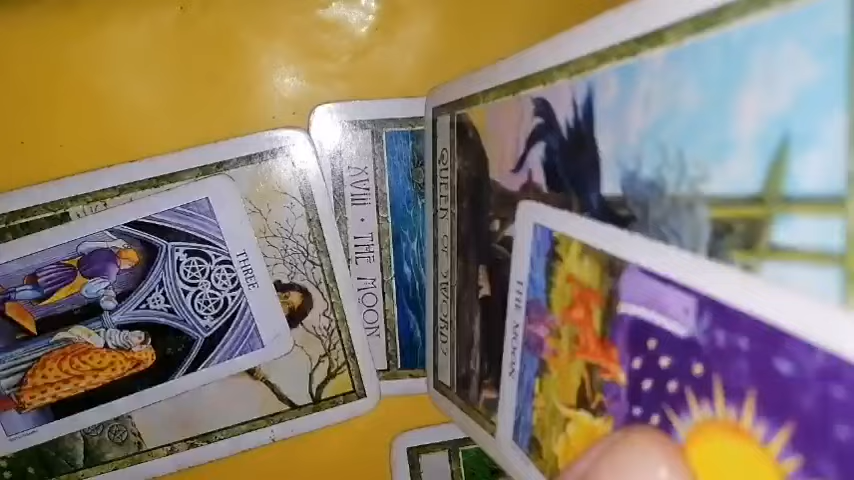 THREE
XVIII · THE MOON
QUEEN OF SWORDS
THE MOON